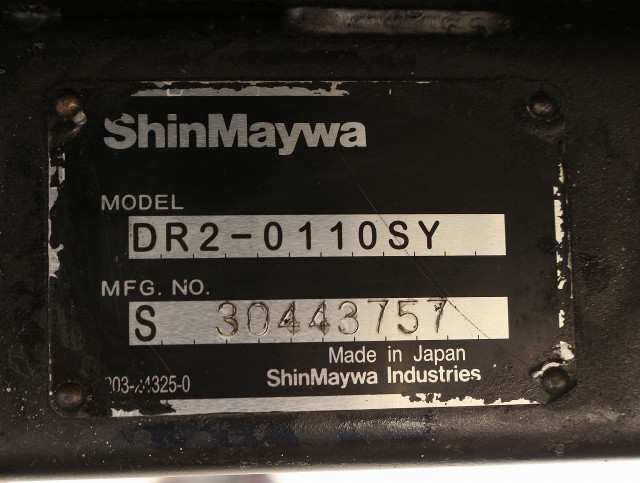 ShinMaywa
MODEL
DR2-0110SY
MFG. NO.
S 30443757
Made in Japan
ShinMaywa Industries